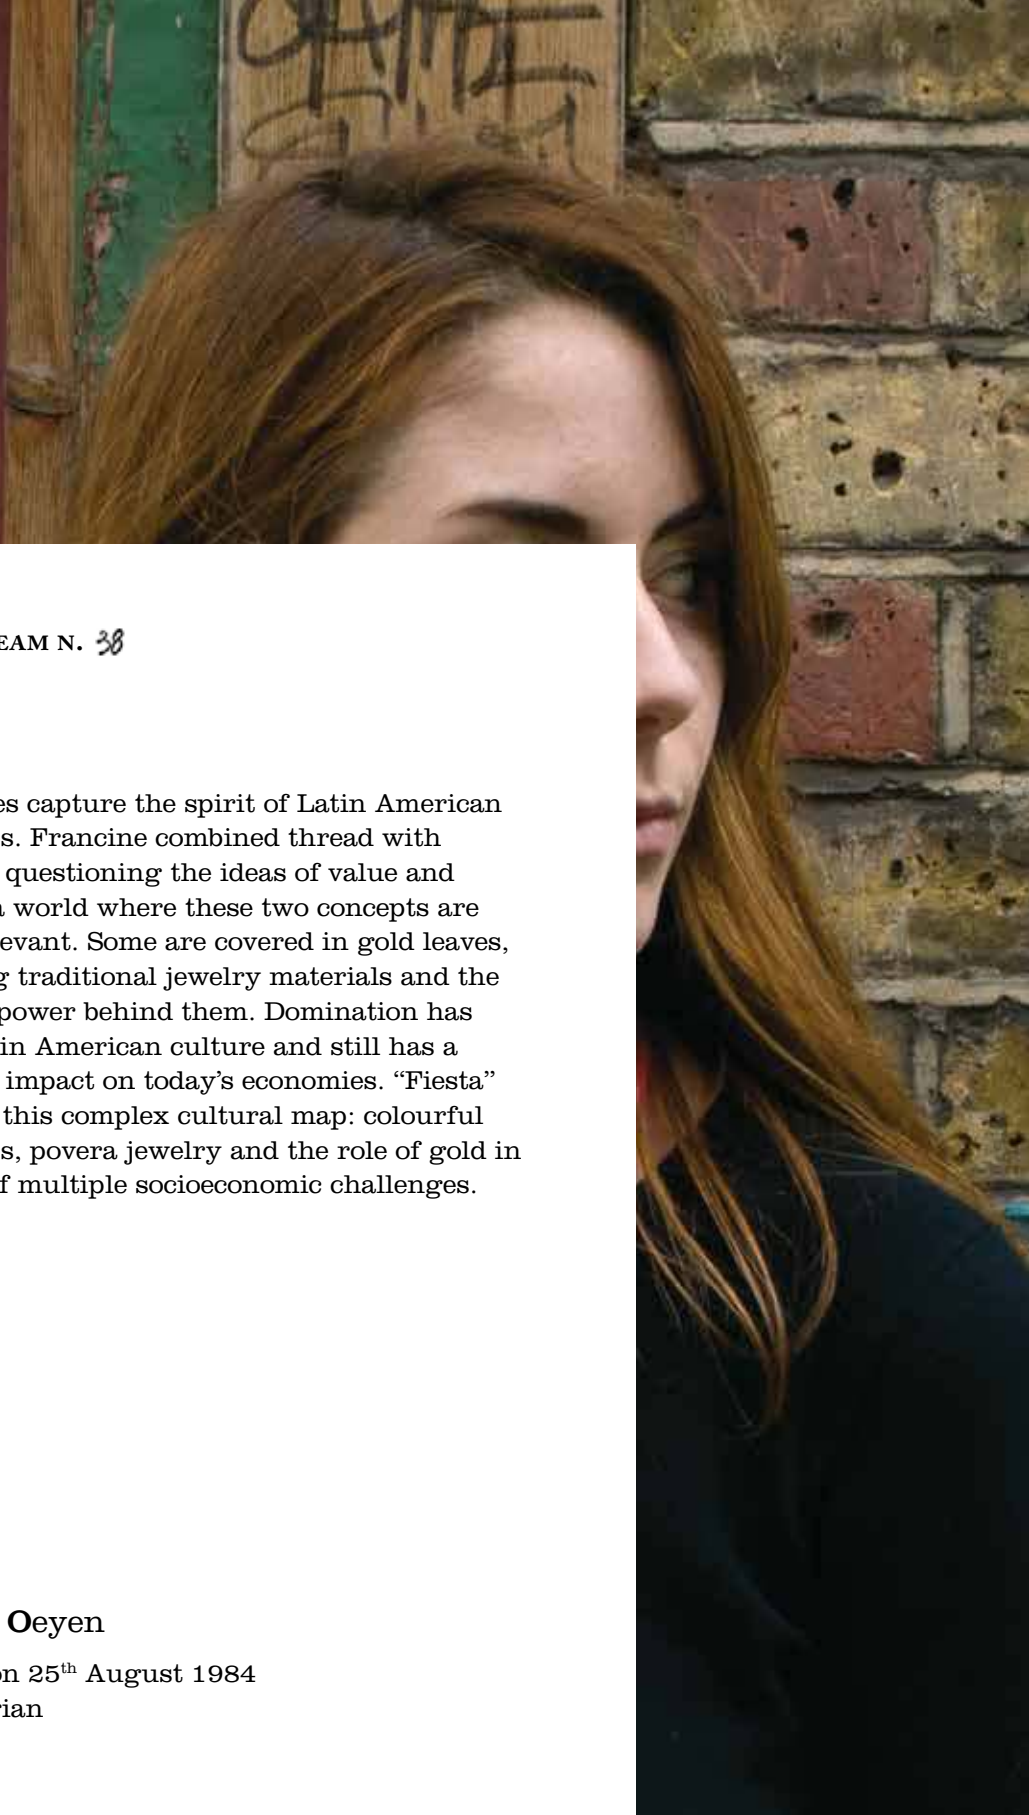 EAM N. 38
es capture the spirit of Latin American
s. Francine combined thread with
questioning the ideas of value and
a world where these two concepts are
evant. Some are covered in gold leaves,
g traditional jewelry materials and the
power behind them. Domination has
in American culture and still has a
impact on today's economies. “Fiesta”
this complex cultural map: colourful
s, povera jewelry and the role of gold in
f multiple socioeconomic challenges.
Oeyen
on 25th August 1984
rian